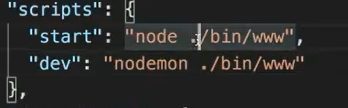 "scripts": {
"start": "node ./bin/www",
"dev": "nodemon ./bin/www"
},